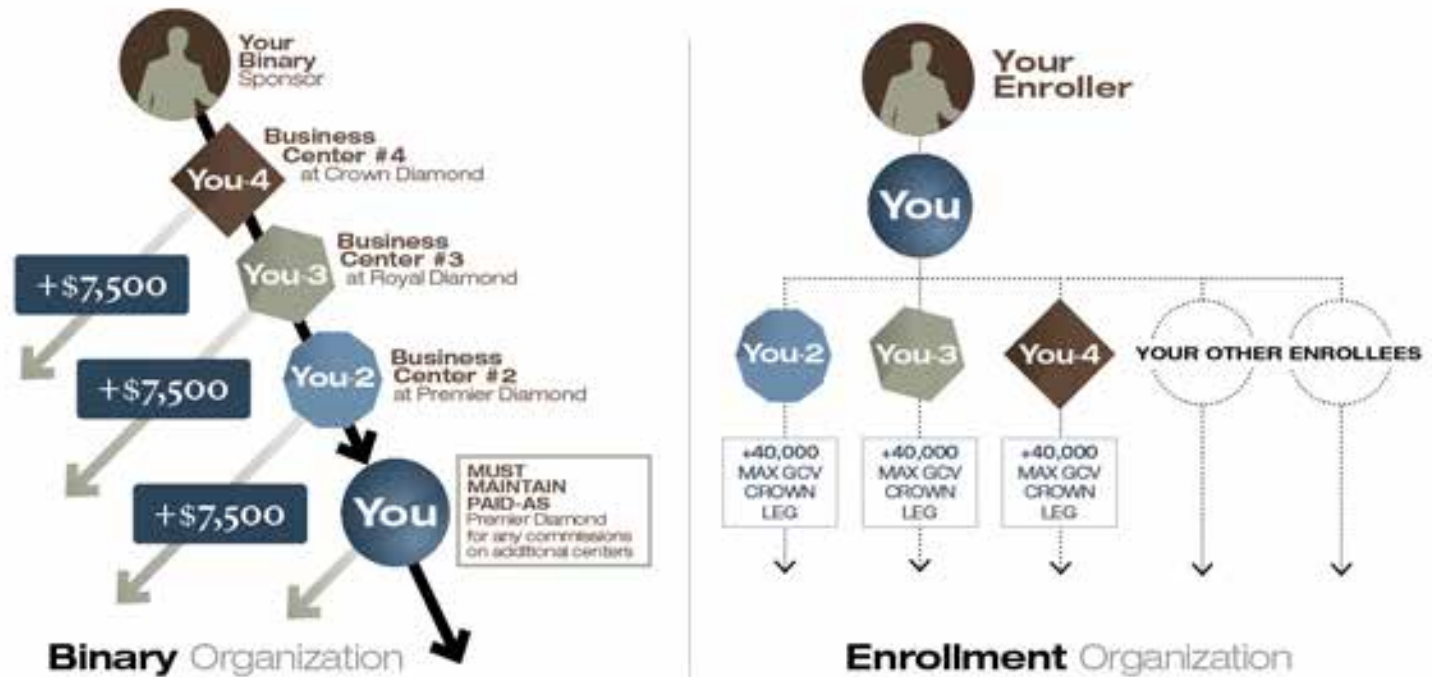 Your
Binary
Sponsor
Business
Center #4
at Crown Diamond
You-4
Business
Center #3
at Royal Diamond
You-3
+$7,500
Business
Center #2
at Premier Diamond
You-2
+$7,500
MUST
MAINTAIN
PAID-AS
Premier Diamond
for any commissions
on additional centers
You
+$7,500
Binary Organization
Your
Enroller
You
You-2
You-3
You-4
YOUR OTHER ENROLLEES
+40,000
MAX GCV
CROWN
LEG
+40,000
MAX GCV
CROWN
LEG
+40,000
MAX GCV
CROWN
LEG
Enrollment Organization